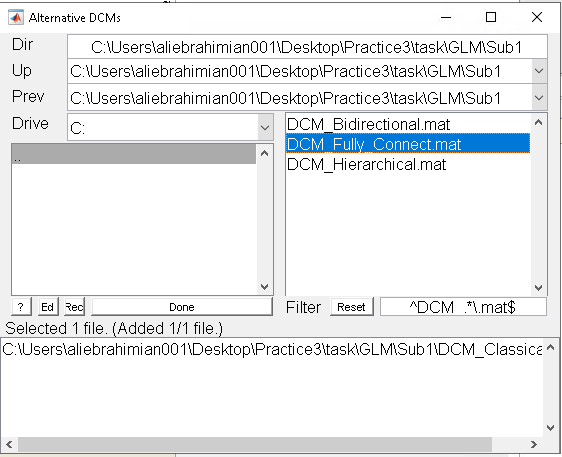 Alternative DCMs
Dir C:\Users\aliebrahimian001\Desktop\Practice3\task\GLM\Sub1
Up C:\Users\aliebrahimian001\Desktop\Practice3\task\GLM\Sub1
Prev C:\Users\aliebrahimian001\Desktop\Practice3\task\GLM\Sub1
Drive C:
DCM_Bidirectional.mat
..
DCM_Fully_Connect.mat
DCM_Hierarchical.mat
? Ed Rec Done Filter Reset ^DCM_.*\.mat$
Selected 1 file. (Added 1/1 file.)
C:\Users\aliebrahimian001\Desktop\Practice3\task\GLM\Sub1\DCM_Classica